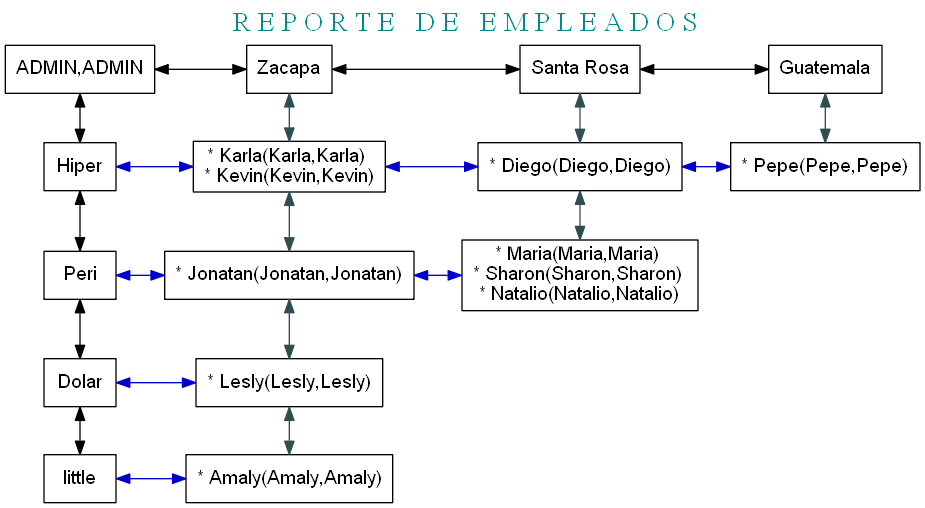 REPORTE DE EMPLEADOS
ADMIN,ADMIN
Zacapa
Santa Rosa
Guatemala
Hiper
* Karla(Karla,Karla)
* Kevin(Kevin,Kevin)
* Diego(Diego,Diego)
* Pepe(Pepe,Pepe)
Peri
* Jonatan(Jonatan,Jonatan)
* Maria(Maria,Maria)
* Sharon(Sharon,Sharon)
* Natalio(Natalio,Natalio)
Dolar
* Lesly(Lesly,Lesly)
little
* Amaly(Amaly,Amaly)